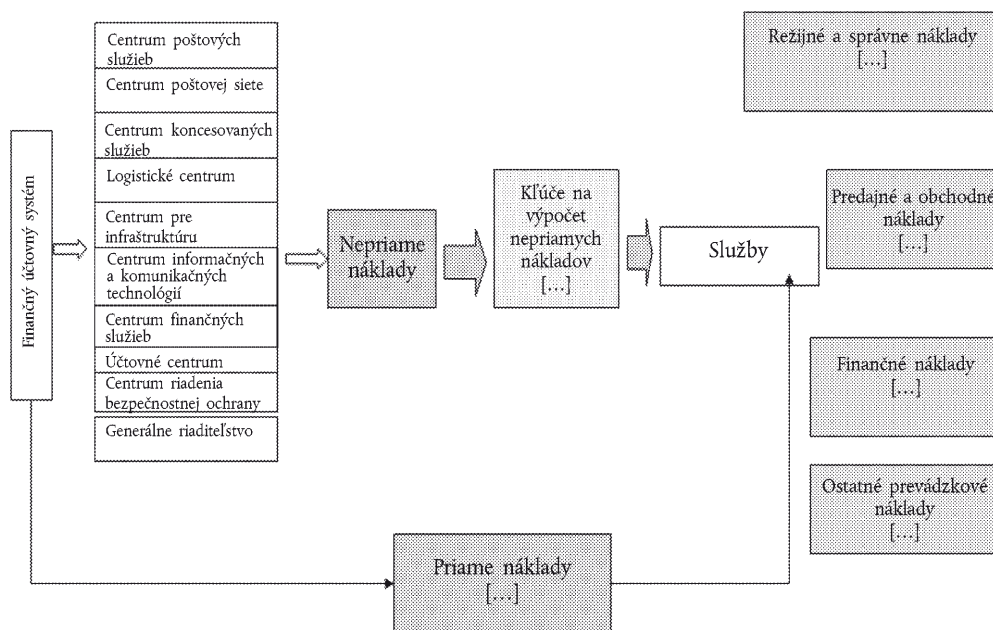 Finančný účtovný systém
Centrum poštových
služieb
Centrum poštovej siete
Centrum koncesovaných
služieb
Logistické centrum
Centrum pre
infraštruktúru
Centrum informačných
a komunikačných
technológií
Centrum finančných
služieb
Účtovné centrum
Centrum riadenia
bezpečnostnej ochrany
Generálne riaditeľstvo
Nepriame
náklady
Kľúče na
výpočet
nepriamych
nákladov
[…]
Služby
Priame náklady
[…]
Režijné a správne náklady
[…]
Predajné a obchodné
náklady
[…]
Finančné náklady
[…]
Ostatné prevádzkové
náklady
[…]